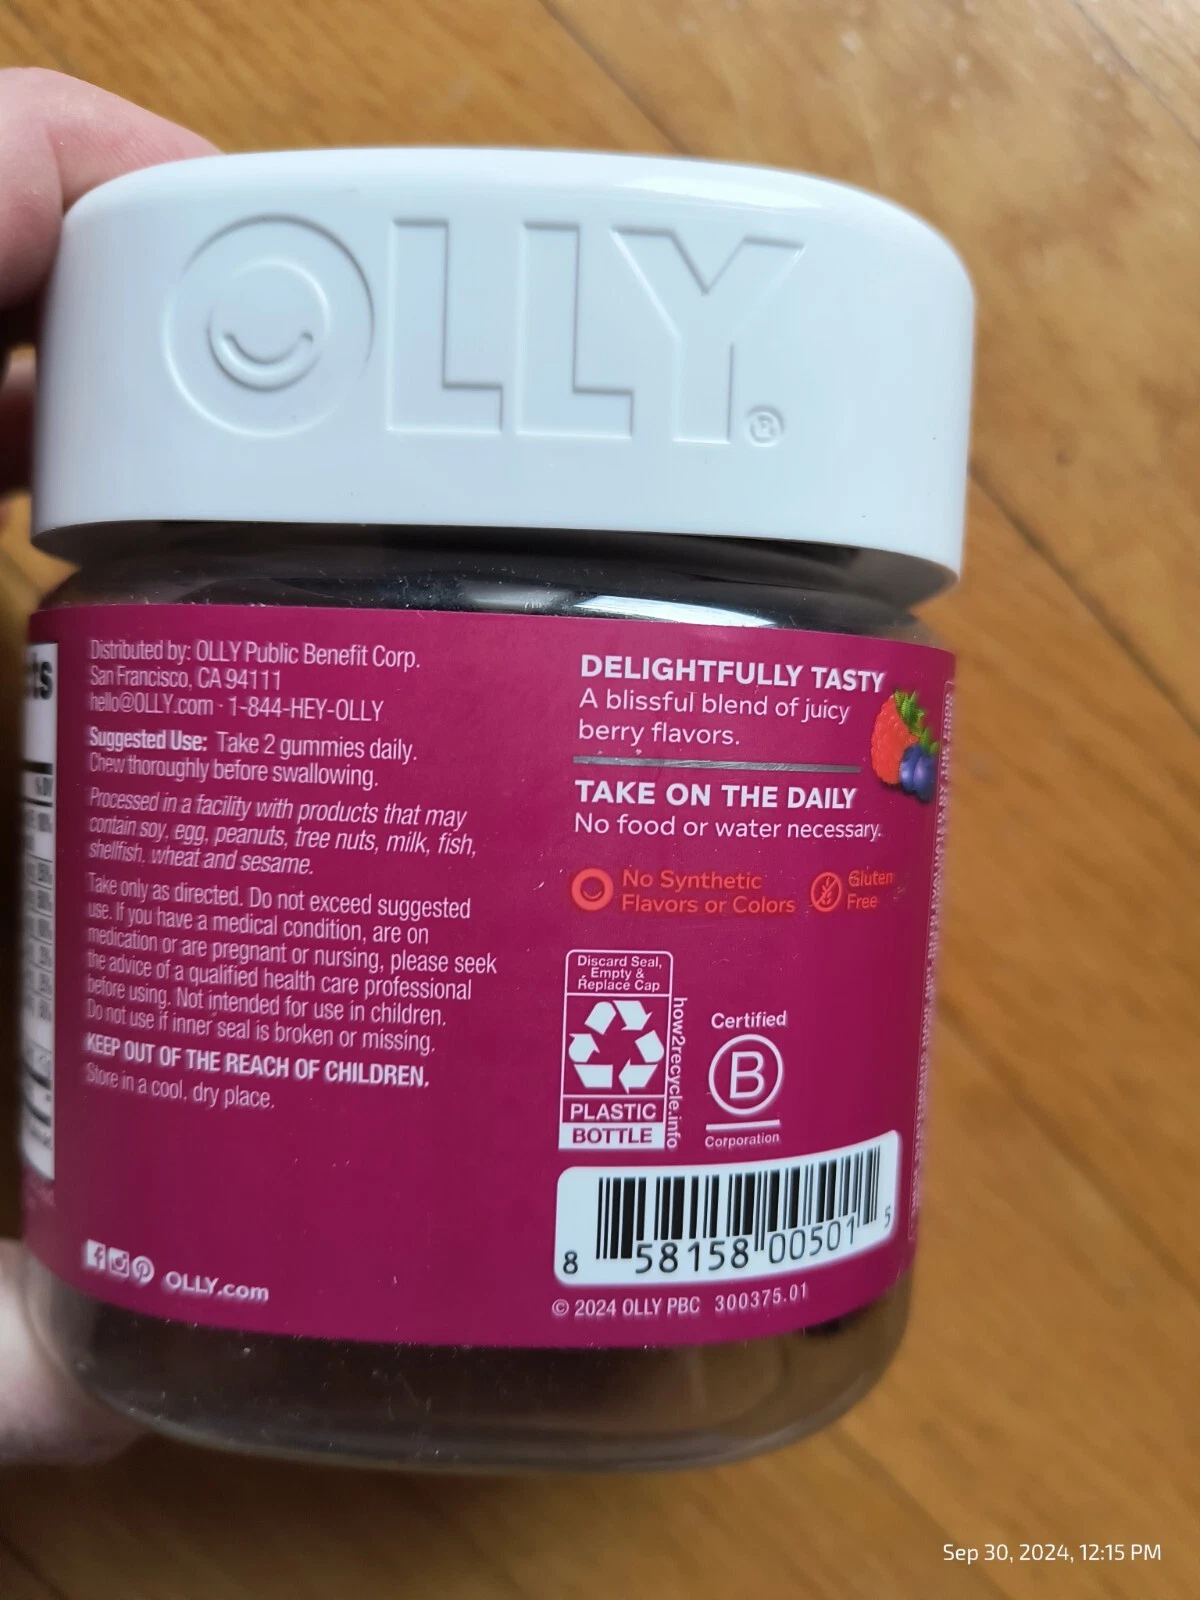 OLLY®
Distributed by: OLLY Public Benefit Corp.
San Francisco, CA 94111
hello@OLLY.com · 1-844-HEY-OLLY
Suggested Use: Take 2 gummies daily.
Chew thoroughly before swallowing.
Processed in a facility with products that may
contain soy, egg, peanuts, tree nuts, milk, fish,
shellfish, wheat and sesame.
Take only as directed. Do not exceed suggested
use. If you have a medical condition, are on
medication or are pregnant or nursing, please seek
the advice of a qualified health care professional
before using. Not intended for use in children.
Do not use if inner seal is broken or missing.
KEEP OUT OF THE REACH OF CHILDREN.
Store in a cool, dry place.
OLLY.com
DELIGHTFULLY TASTY
A blissful blend of juicy
berry flavors.
TAKE ON THE DAILY
No food or water necessary.
No Synthetic
Flavors or Colors
Gluten
Free
Discard Seal,
Empty &
Replace Cap
PLASTIC
BOTTLE
how2recycle.info
Certified
B
Corporation
8 58158 00501 5
© 2024 OLLY PBC 300375.01
Sep 30, 2024, 12:15 PM